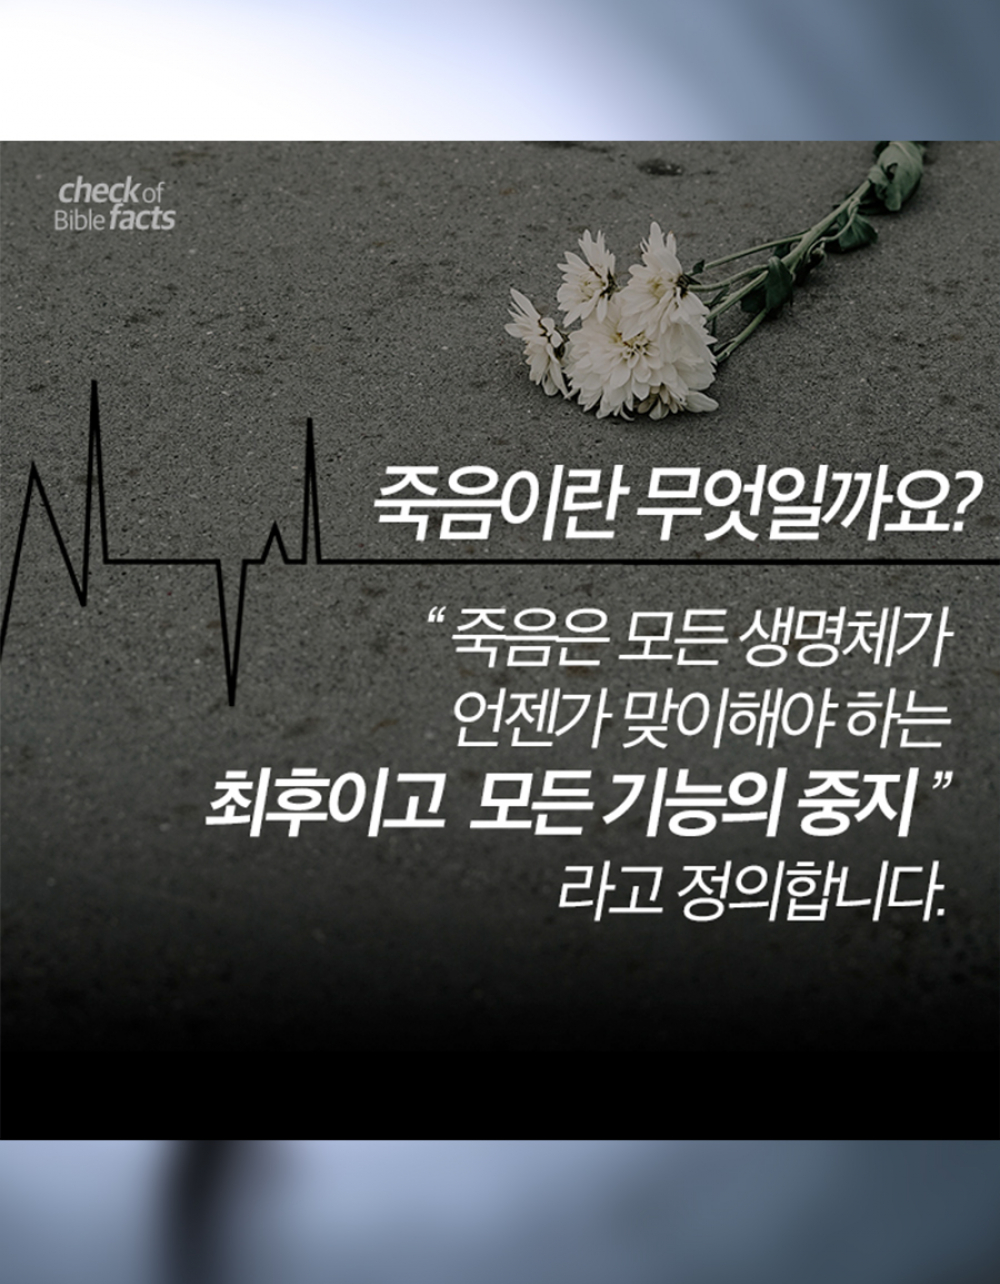 check of
Bible facts
죽음이란 무엇일까요?
“ 죽음은 모든 생명체가
언젠가 맞이해야 하는
최후이고 모든 기능의 중지 ”
라고 정의합니다.